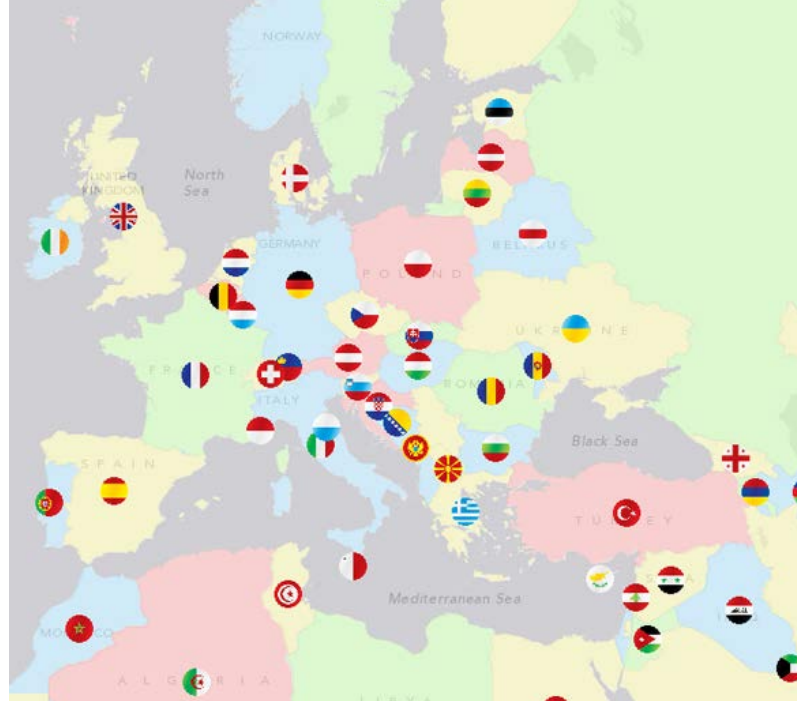 NORWAY
North
Sea
UNITED
KINGDOM
GERMANY
POLAND
BELARUS
UKRAINE
FRANCE
ROMANIA
ITALY
Black Sea
SPAIN
TURKEY
Mediterranean Sea
MOROCCO
ALGERIA
LIBYA